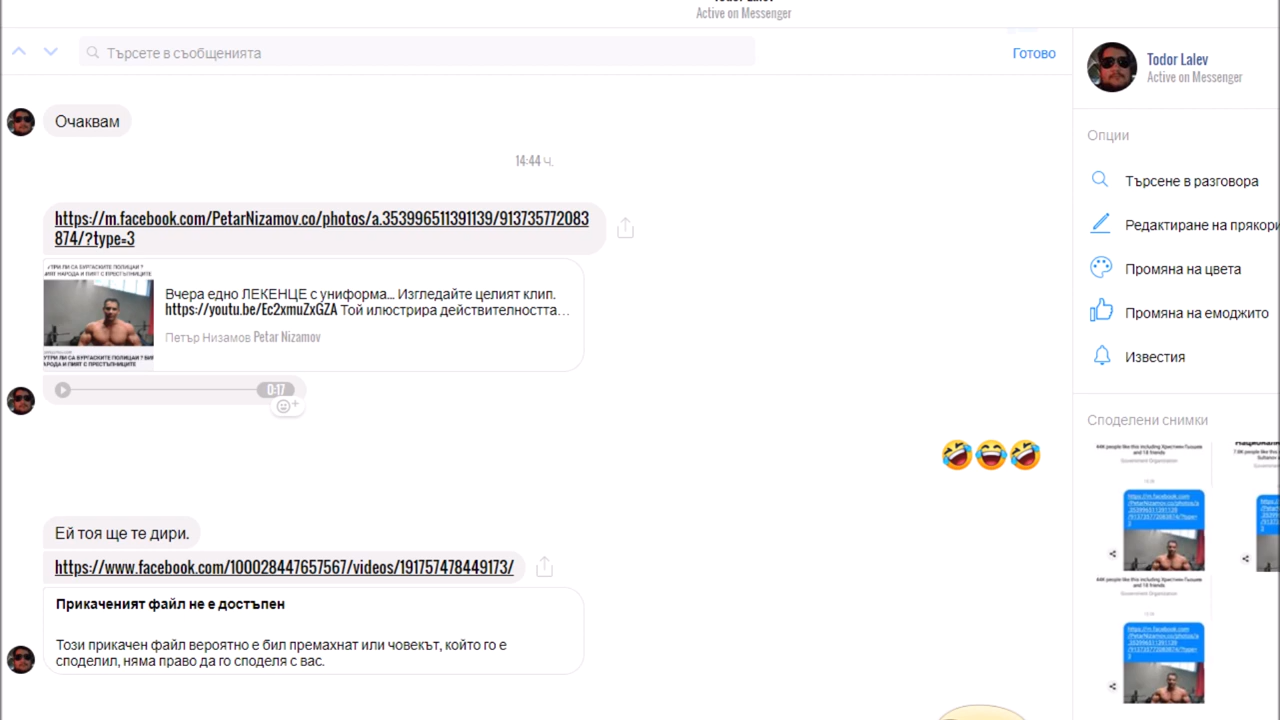 Active on Messenger
Търсете в съобщенията
Готово
Todor Lalev
Active on Messenger
Опции
Търсене в разговора
Редактиране на прякори
Промяна на цвета
Промяна на емоджито
Известия
Споделени снимки
Очаквам
14:44 ч.
https://m.facebook.com/PetarNizamov.co/photos/a.353996511391139/913735772083
874/?type=3
Вчера едно ЛЕКЕНЦЕ с униформа... Изгледайте целият клип.
https://youtu.be/Ec2xmuZxGZA Той илюстрира действителността...
Петър Низамов Petar Nizamov
0:17
Ей тоя ще те дири.
https://www.facebook.com/100028447657567/videos/191757478449173/
Прикаченият файл не е достъпен
Този прикачен файл вероятно е бил премахнат или човекът, който го е
споделил, няма право да го споделя с вас.